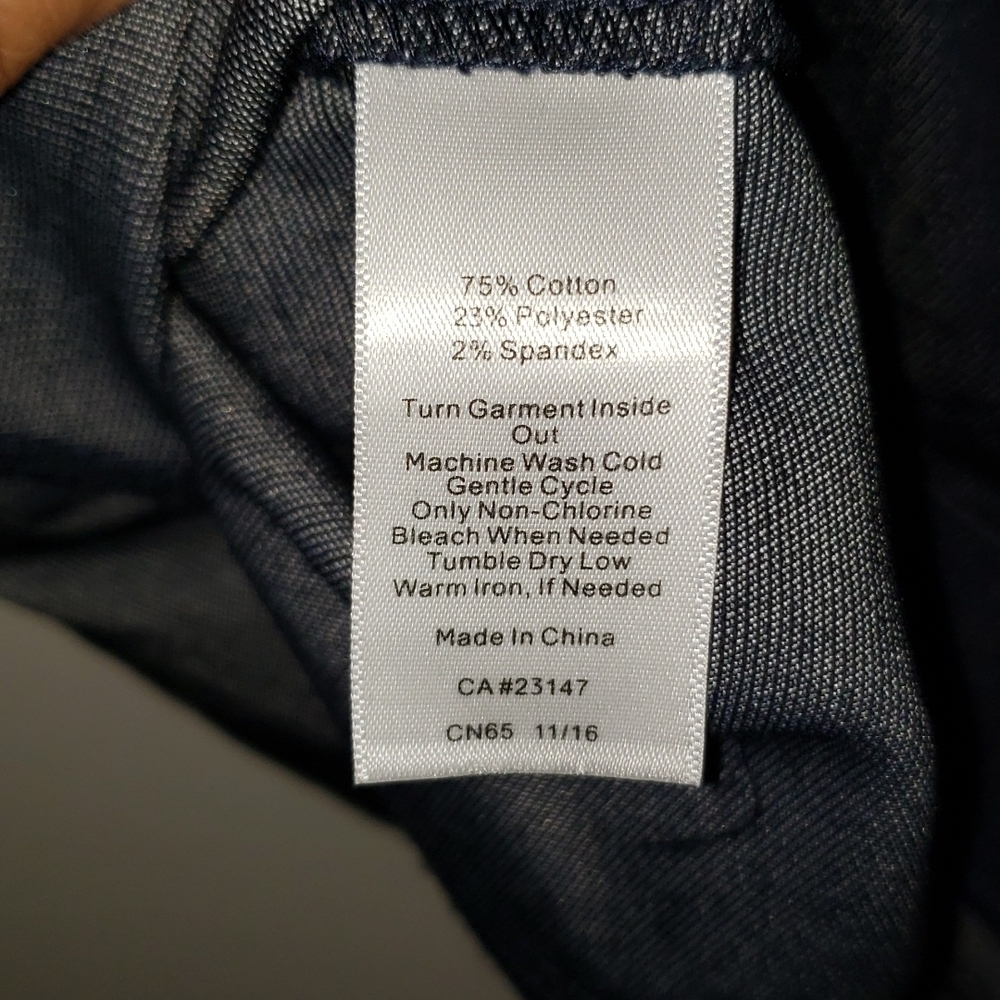 75% Cotton
23% Polyester
2% Spandex
Turn Garment Inside
Out
Machine Wash Cold
Gentle Cycle
Only Non-Chlorine
Bleach When Needed
Tumble Dry Low
Warm Iron, If Needed
Made In China
CA #23147
CN65 11/16